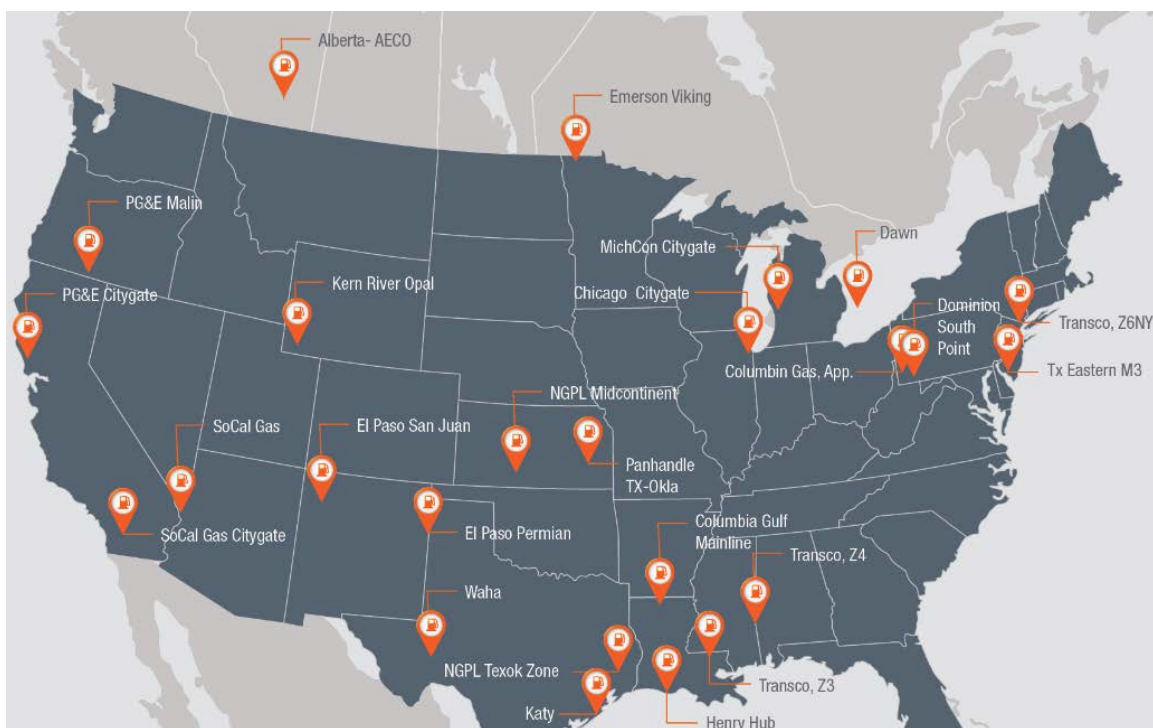 Alberta- AECO
Emerson Viking
PG&E Malin
Dawn
MichCon Citygate
Kern River Opal
Chicago Citygate
PG&E Citygate
Dominion
South
Point
Transco, Z6NY
Columbin Gas, App.
Tx Eastern M3
NGPL Midcontinent
SoCal Gas
El Paso San Juan
Panhandle
TX-Okla
Columbia Gulf
Mainline
SoCal Gas Citygate
El Paso Permian
Transco, Z4
Waha
NGPL Texok Zone
Transco, Z3
Katy
Henry Hub